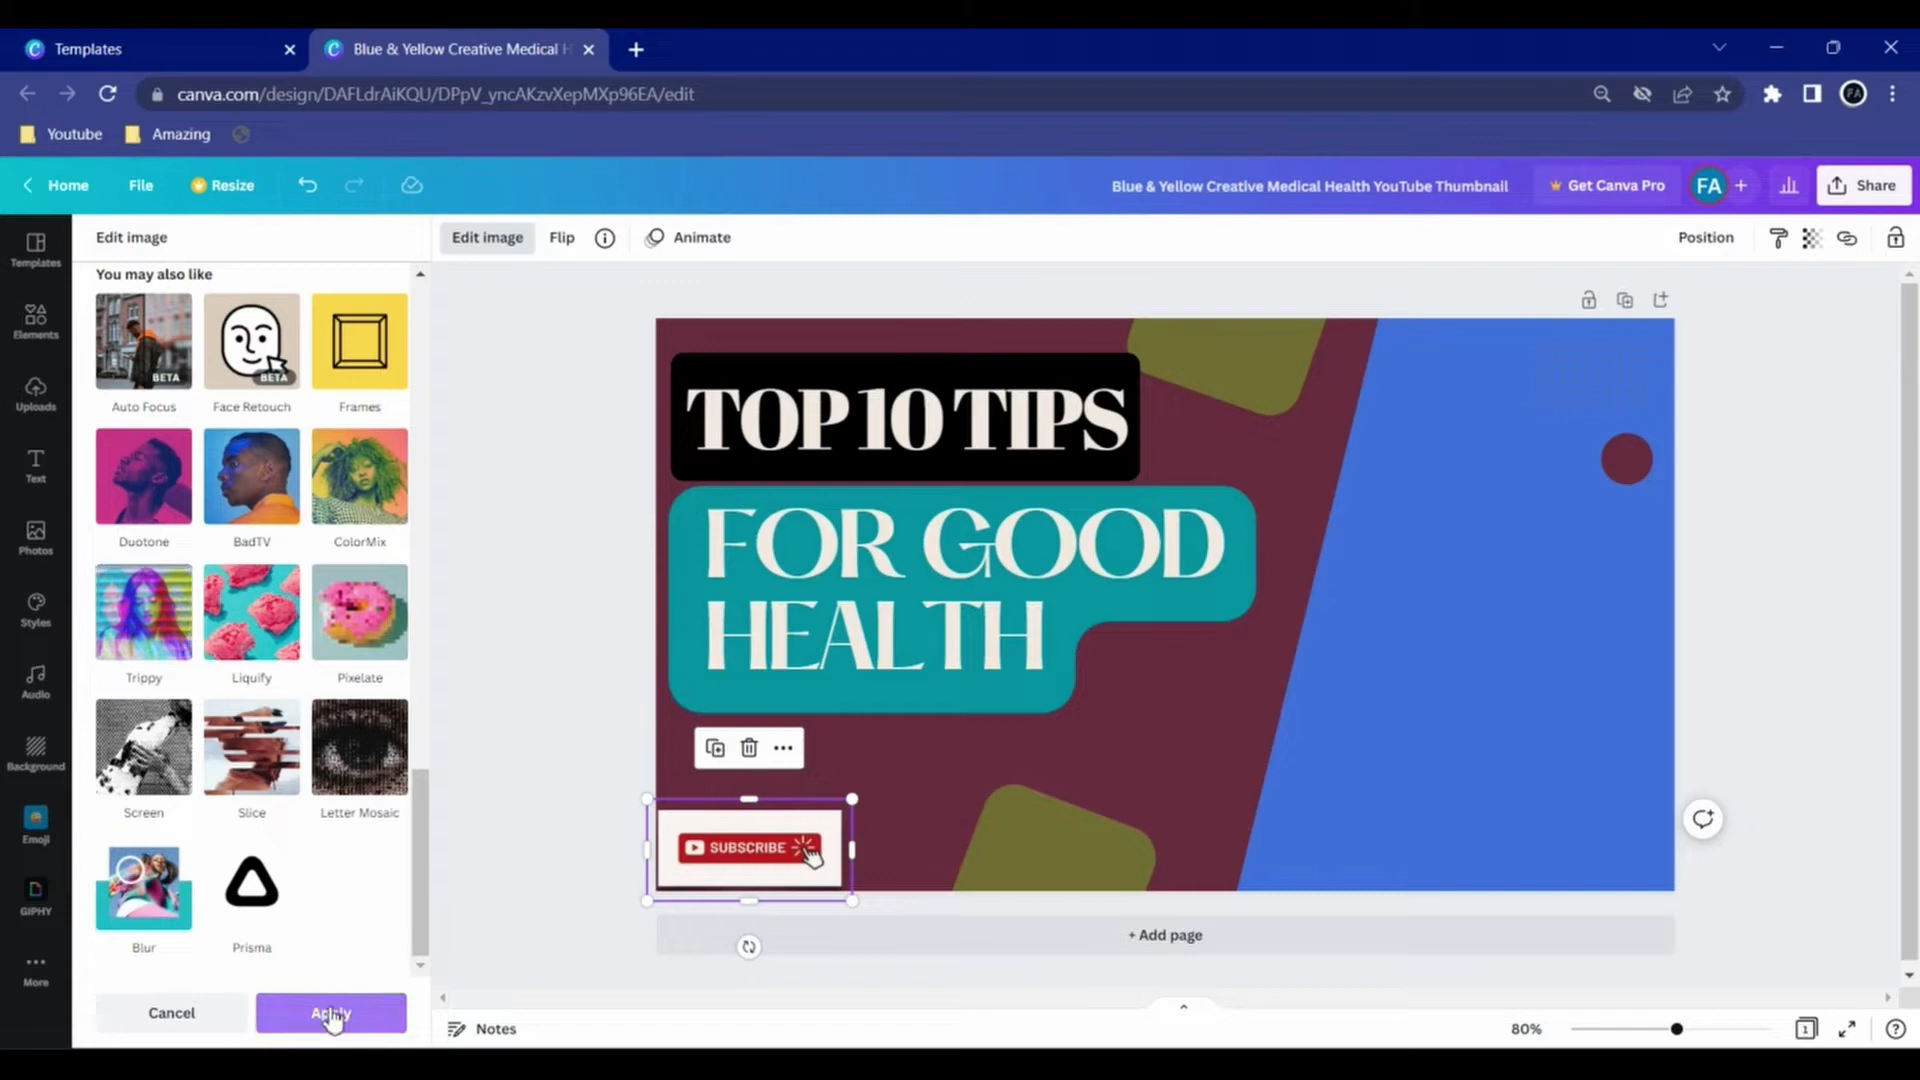 Templates
Blue & Yellow Creative Medical H
canva.com/design/DAFLdrAiKQU/DPpV_yncAKzvXepMXp96EA/edit
FA
Youtube
Amazing
Home
File
Resize
Blue & Yellow Creative Medical Health YouTube Thumbnail
Get Canva Pro
FA
+
Share
Edit image
Edit image
Flip
Animate
Position
Templates
Elements
Uploads
Text
Photos
Styles
Audio
Background
Emoji
GIPHY
More
You may also like
BETA
BETA
Auto Focus
Face Retouch
Frames
Duotone
BadTV
ColorMix
Trippy
Liquify
Pixelate
Screen
Slice
Letter Mosaic
Blur
Prisma
Cancel
Apply
TOP 10 TIPS
FOR GOOD
HEALTH
SUBSCRIBE
+ Add page
Notes
80%
1